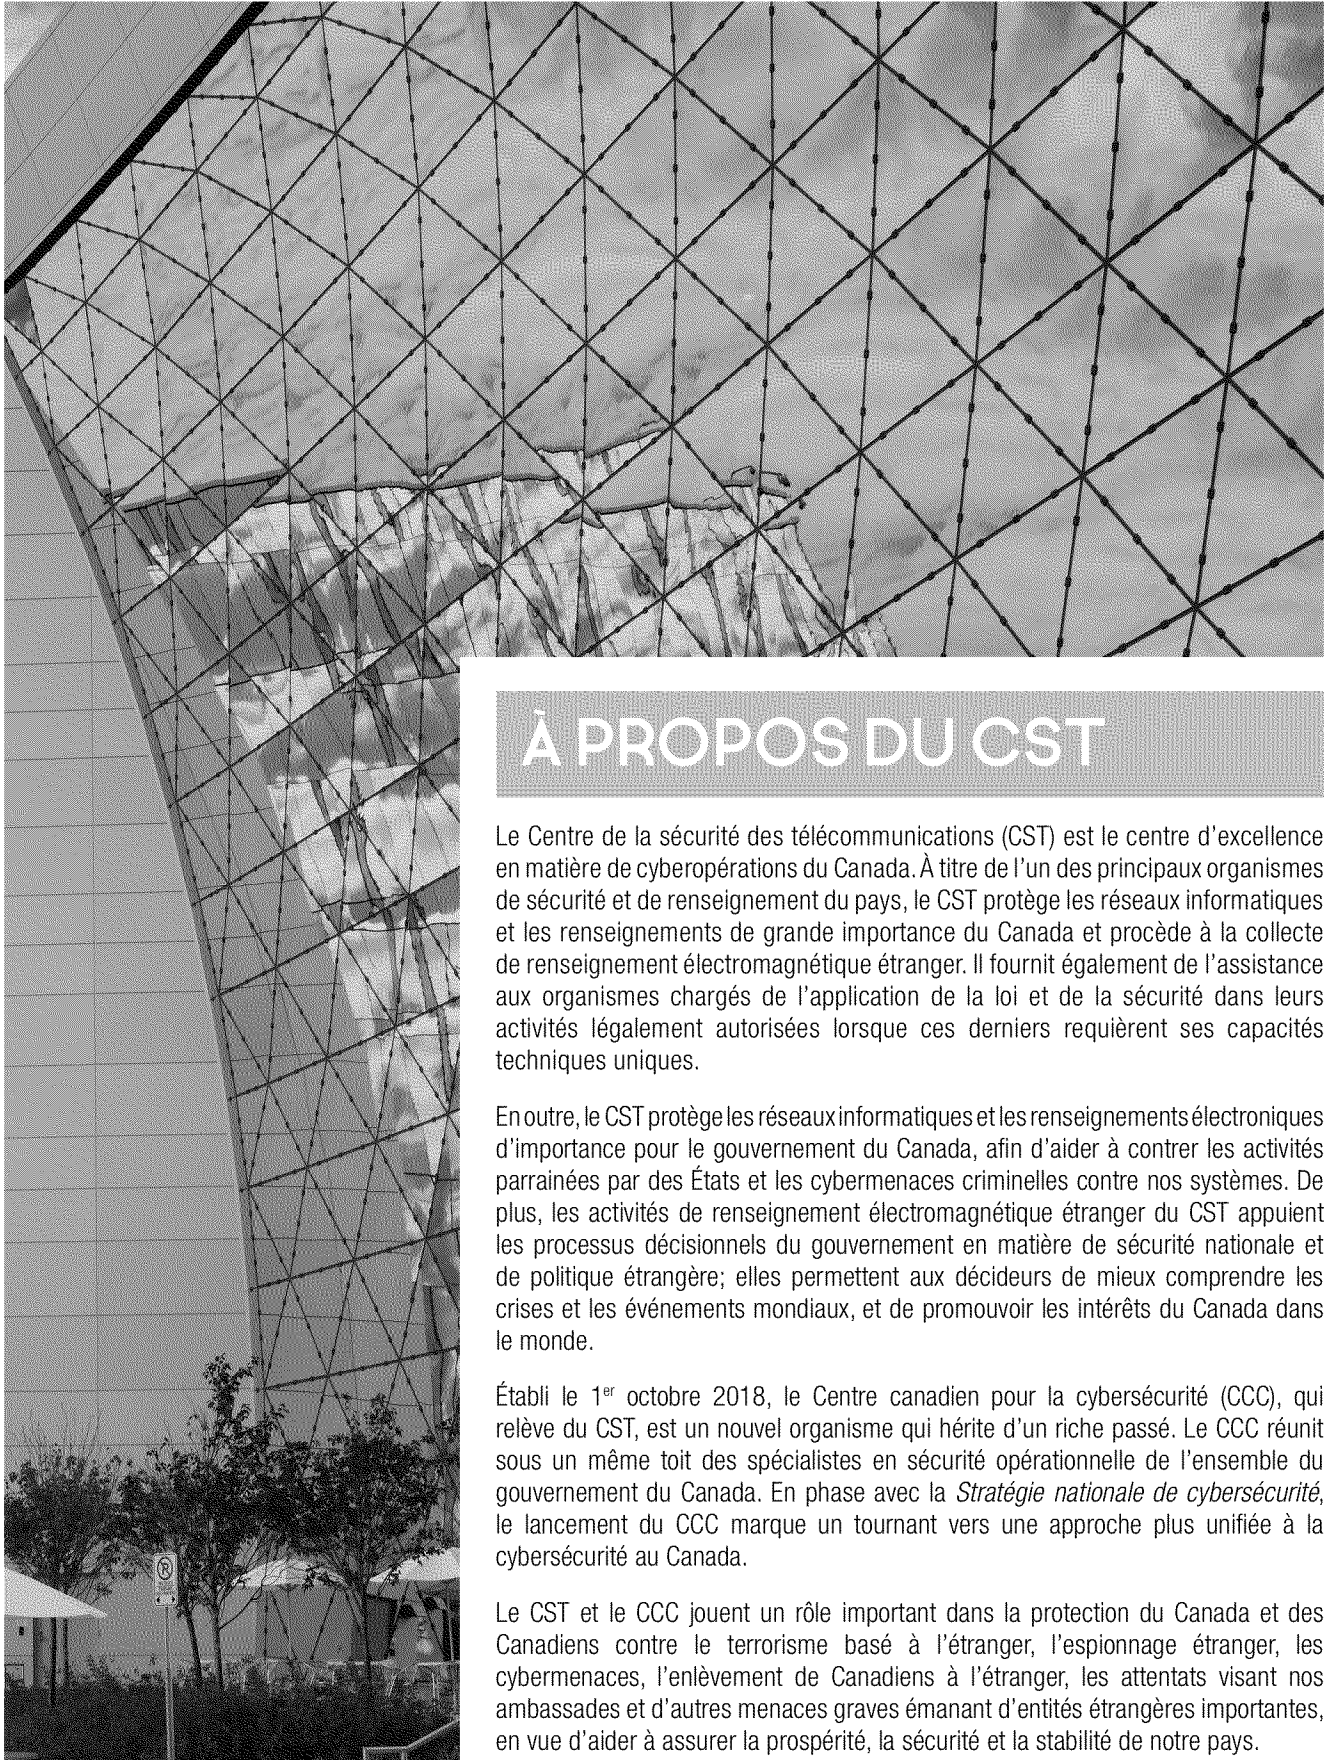 À PROPOS DU CST
Le Centre de la sécurité des télécommunications (CST) est le centre d'excellence
en matière de cyberopérations du Canada. À titre de l'un des principaux organismes
de sécurité et de renseignement du pays, le CST protège les réseaux informatiques
et les renseignements de grande importance du Canada et procède à la collecte
de renseignement électromagnétique étranger. Il fournit également de l'assistance
aux organismes chargés de l'application de la loi et de la sécurité dans leurs
activités légalement autorisées lorsque ces derniers requièrent ses capacités
techniques uniques.
En outre, le CST protège les réseaux informatiques et les renseignements électroniques
d'importance pour le gouvernement du Canada, afin d'aider à contrer les activités
parrainées par des États et les cybermenaces criminelles contre nos systèmes. De
plus, les activités de renseignement électromagnétique étranger du CST appuient
les processus décisionnels du gouvernement en matière de sécurité nationale et
de politique étrangère; elles permettent aux décideurs de mieux comprendre les
crises et les événements mondiaux, et de promouvoir les intérêts du Canada dans
le monde.
Établi le 1er octobre 2018, le Centre canadien pour la cybersécurité (CCC), qui
relève du CST, est un nouvel organisme qui hérite d'un riche passé. Le CCC réunit
sous un même toit des spécialistes en sécurité opérationnelle de l'ensemble du
gouvernement du Canada. En phase avec la Stratégie nationale de cybersécurité,
le lancement du CCC marque un tournant vers une approche plus unifiée à la
cybersécurité au Canada.
Le CST et le CCC jouent un rôle important dans la protection du Canada et des
Canadiens contre le terrorisme basé à l'étranger, l'espionnage étranger, les
cybermenaces, l'enlèvement de Canadiens à l'étranger, les attentats visant nos
ambassades et d'autres menaces graves émanant d'entités étrangères importantes,
en vue d'aider à assurer la prospérité, la sécurité et la stabilité de notre pays.